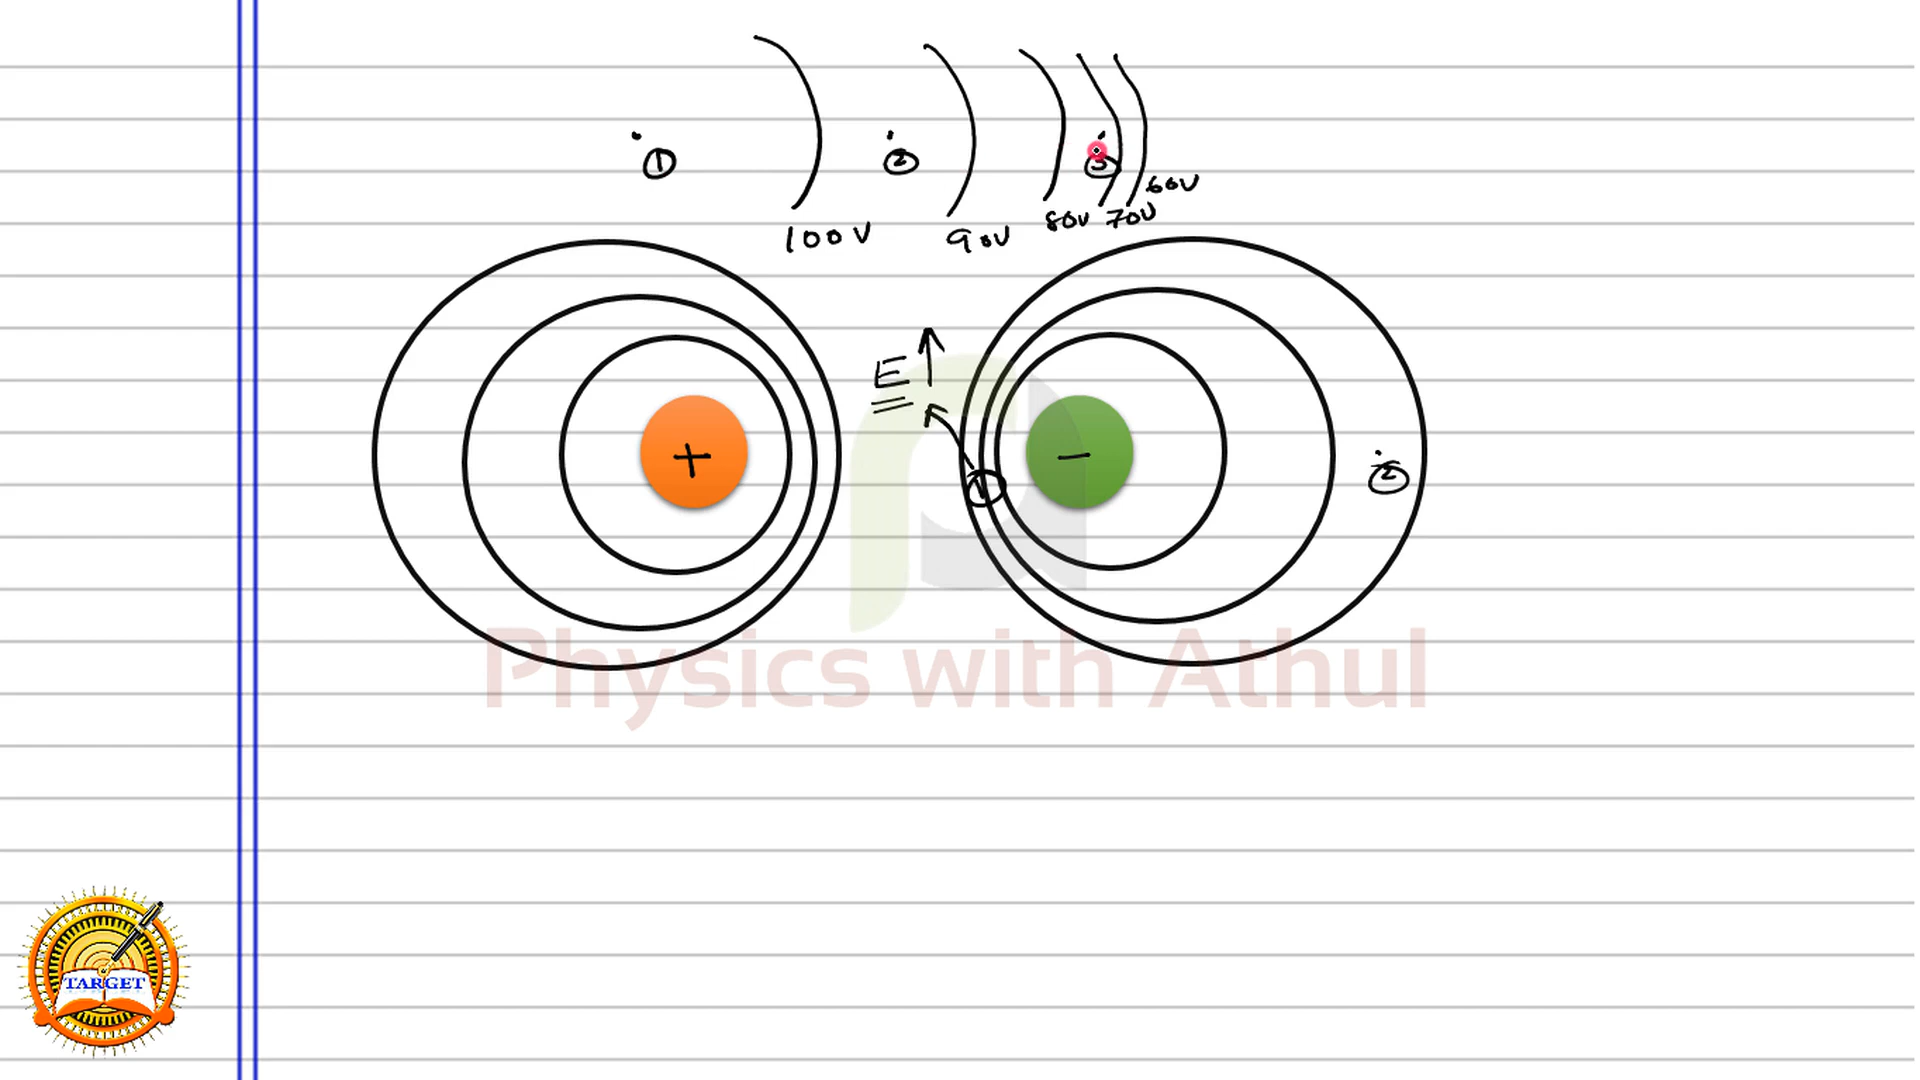 ① ② ③
100V 90V 80V 70V 60V
E ↑
+ −
① ②
Physics with Athul
TARGET